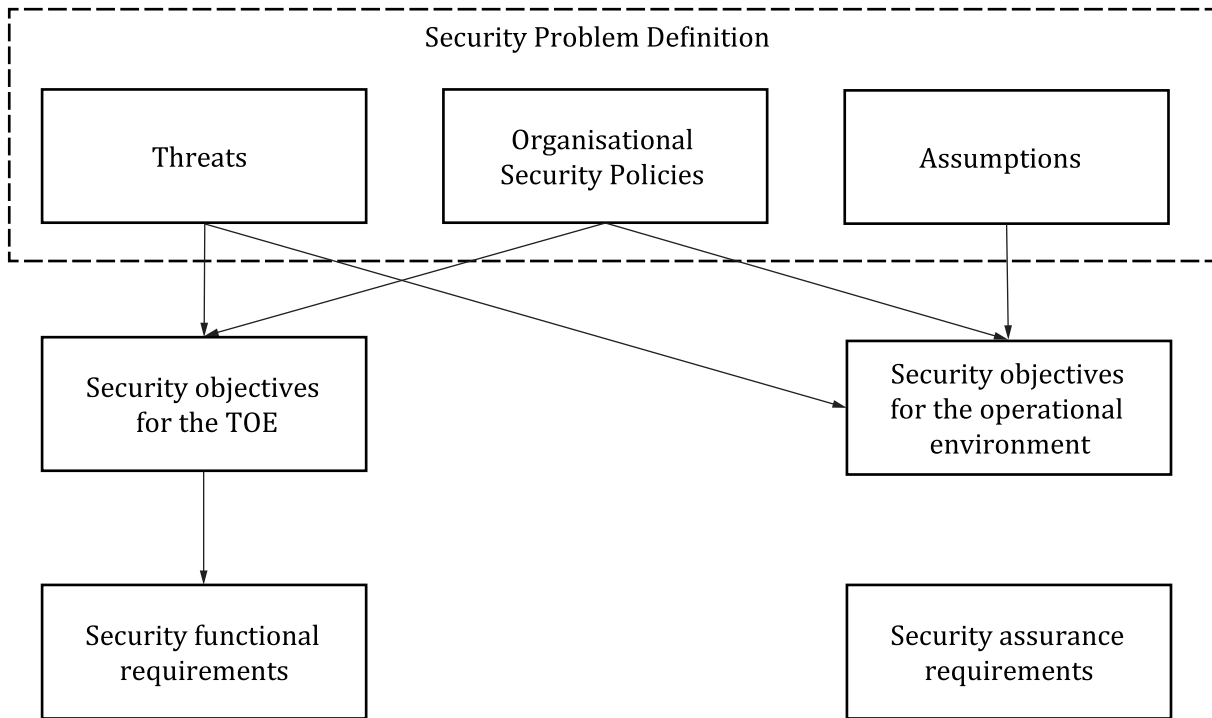 Security Problem Definition
Threats
Organisational
Security Policies
Assumptions
Security objectives
for the TOE
Security objectives
for the operational
environment
Security functional
requirements
Security assurance
requirements